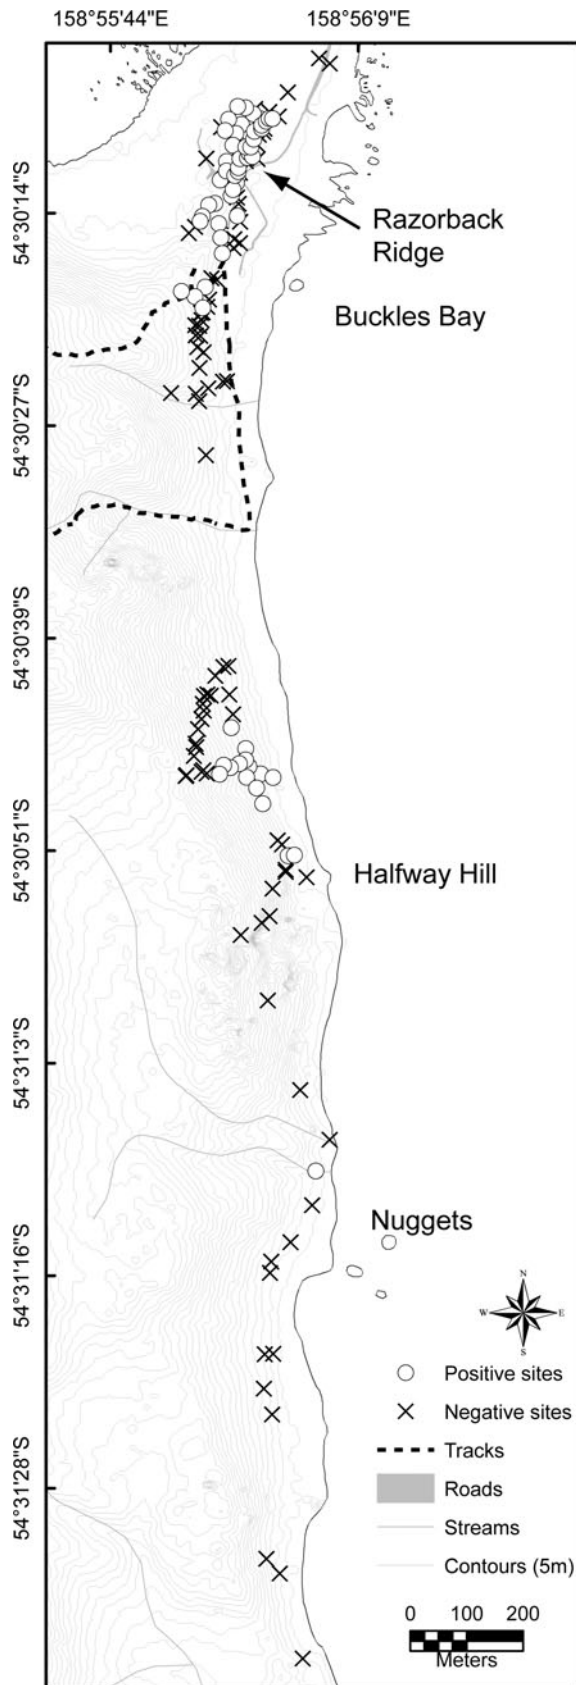 158°55'44"E
158°56'9"E
54°30'14"S
Razorback
Ridge
Buckles Bay
54°30'27"S
54°30'39"S
54°30'51"S
Halfway Hill
54°31'3"S
Nuggets
54°31'16"S
N
W
E
S
Positive sites
Negative sites
Tracks
54°31'28"S
Roads
Streams
Contours (5m)
0 100 200
Meters